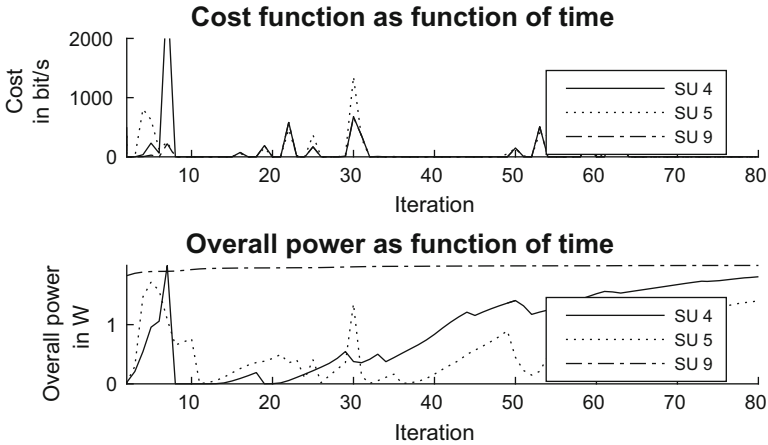 Cost function as function of time
Cost
in bit/s
2000
1000
0
SU 4
SU 5
SU 9
10 20 30 40 50 60 70 80
Iteration
Overall power as function of time
Overall power
in W
1
0
SU 4
SU 5
SU 9
10 20 30 40 50 60 70 80
Iteration